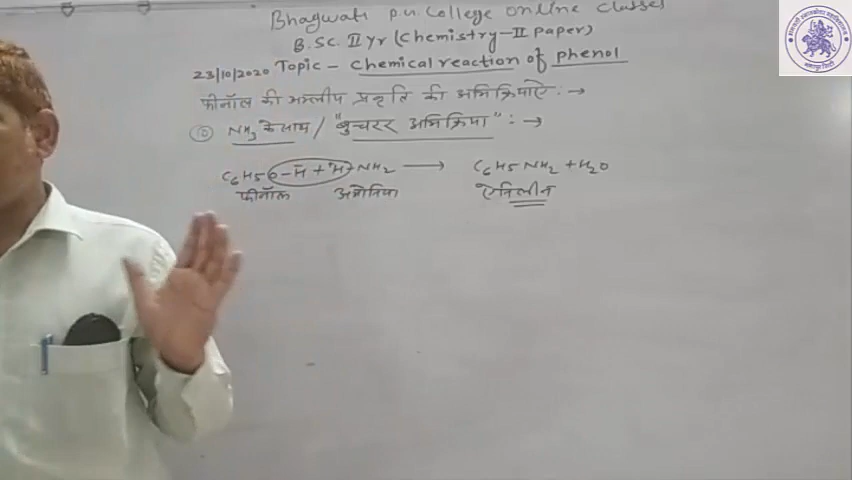 Bhagwati P.G. College online classes
B.SC. II Yr (Chemistry-II Paper)
23/10/2020 Topic - Chemical reaction of phenol
फीनॉल की अम्लीय प्रकृति की अभिक्रियाऐं :→
NH3 के साथ / "बुचरर अभिक्रिया" :→
C6H5O-H + H-NH2 → C6H5NH2 + H2O
फीनॉल अमोनिया ऐनिलीन